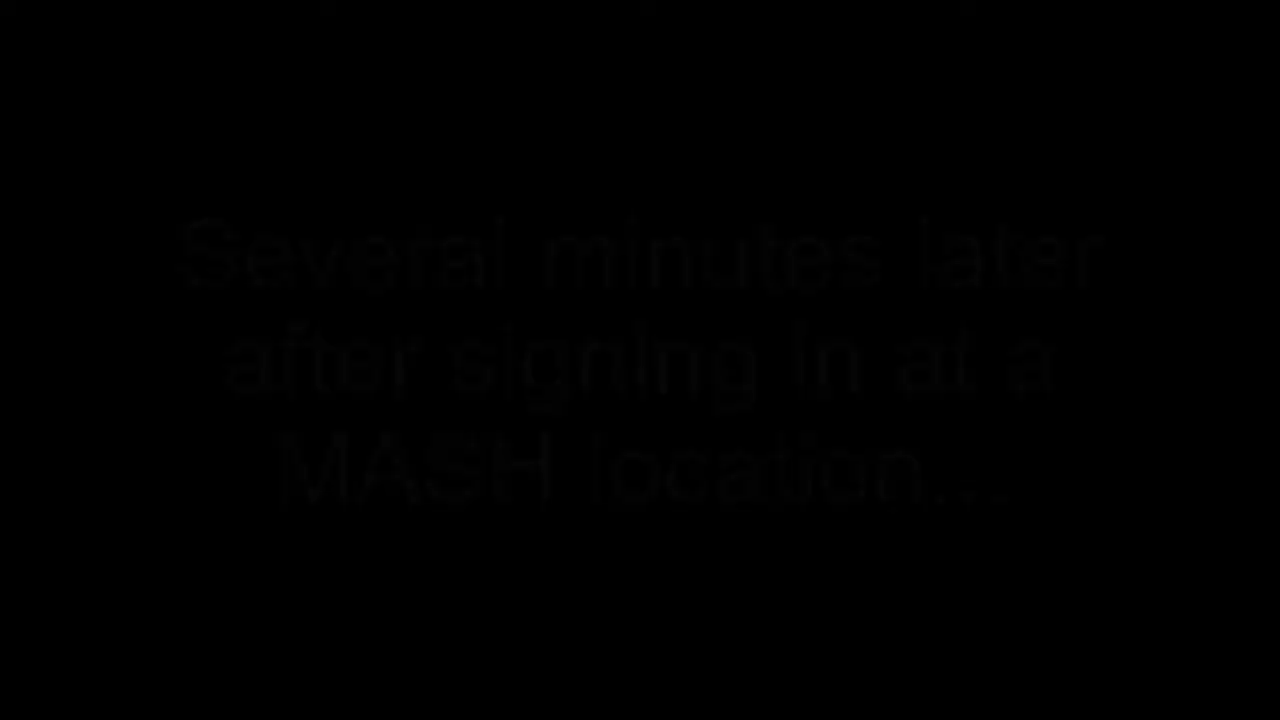 Several minutes later
after signing in at a
MASH location...